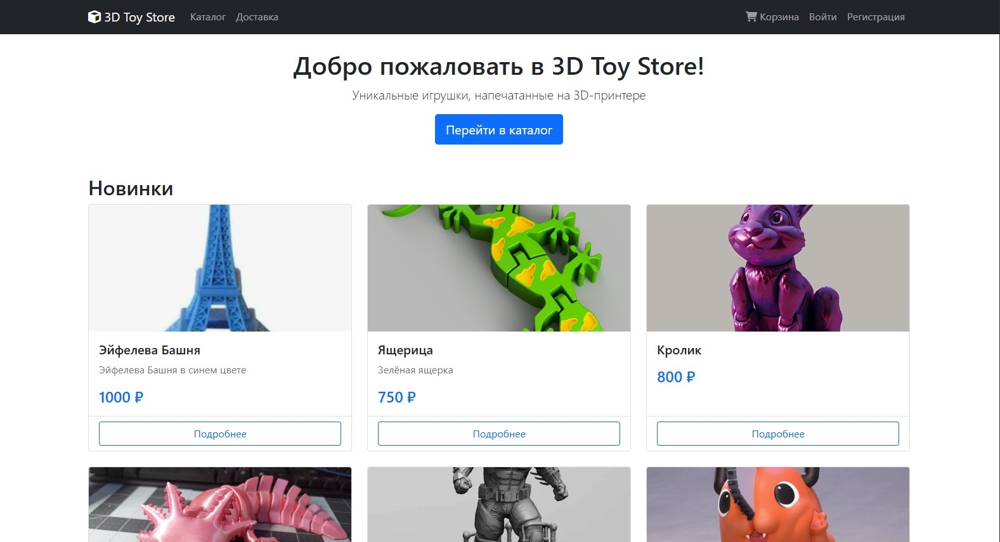 3D Toy Store Каталог Доставка Корзина Войти Регистрация
Добро пожаловать в 3D Toy Store!
Уникальные игрушки, напечатанные на 3D-принтере
Перейти в каталог
Новинки
Эйфелева Башня
Эйфелева Башня в синем цвете
1000 ₽
Подробнее
Ящерица
Зелёная ящерка
750 ₽
Подробнее
Кролик
800 ₽
Подробнее